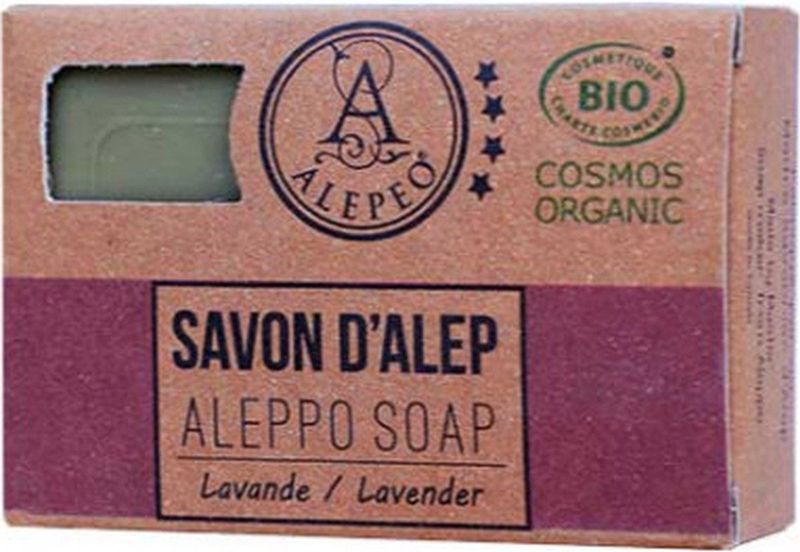 A
ALEPEO
COSMETIQUE
BIO
CHARTE COSMEBIO
COSMOS
ORGANIC
SAVON D'ALEP
ALEPPO SOAP
Lavande / Lavender